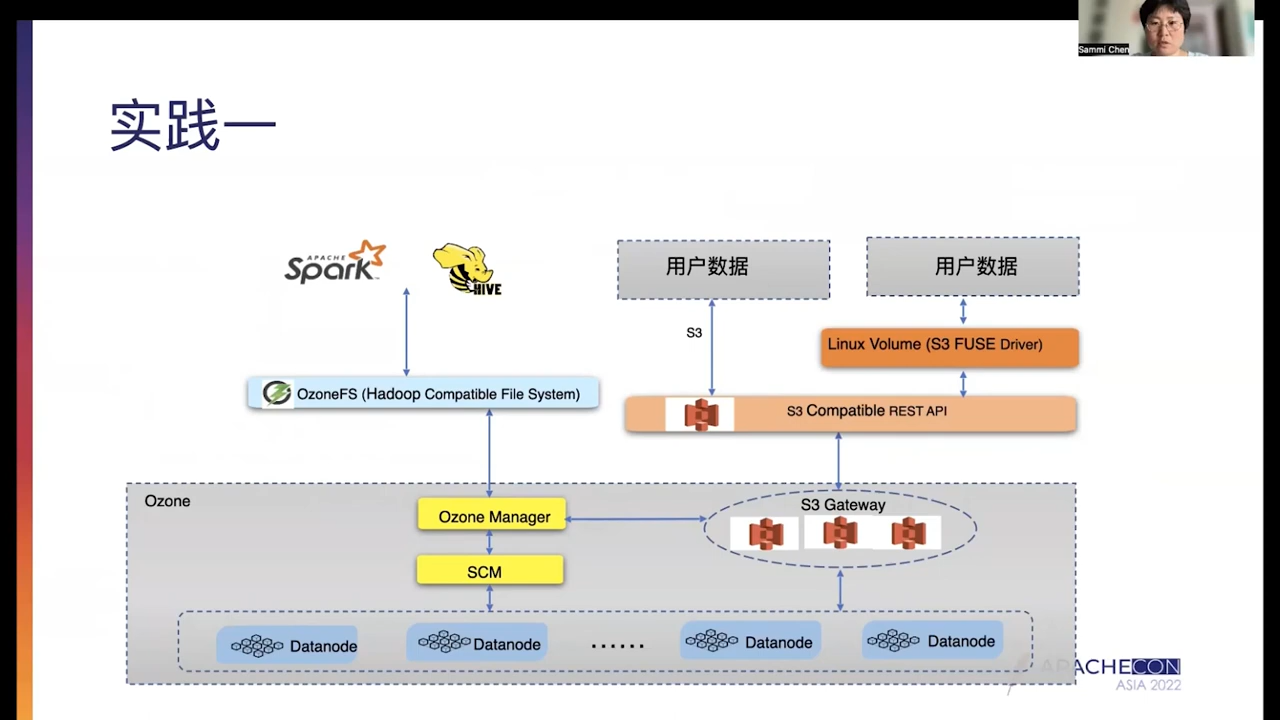 Sammi Chen
实践一
APACHE
Spark
HIVE
用户数据
用户数据
S3
Linux Volume (S3 FUSE Driver)
OzoneFS (Hadoop Compatible File System)
S3 Compatible REST API
Ozone
Ozone Manager
S3 Gateway
SCM
Datanode
Datanode
......
Datanode
Datanode
APACHECON
ASIA 2022